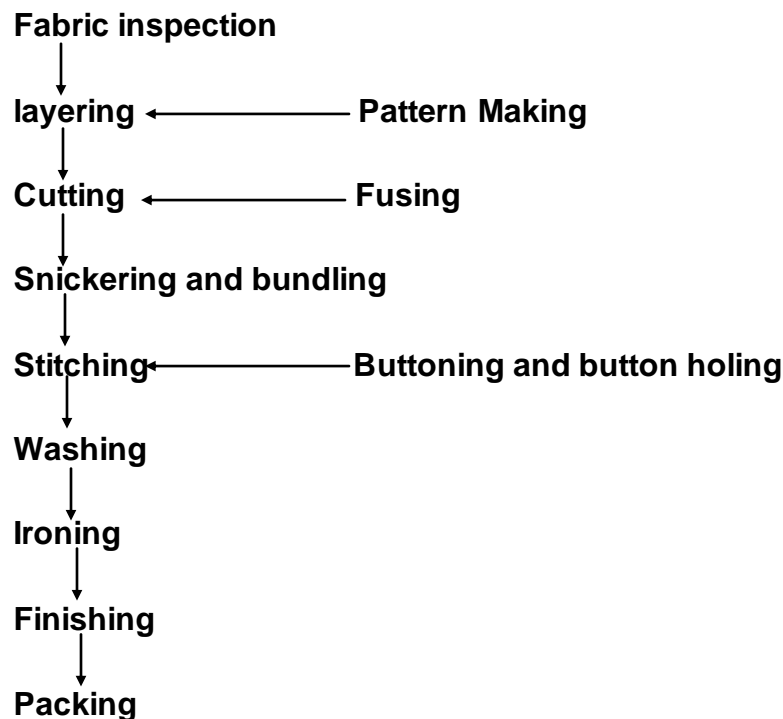 Fabric inspection
layering Pattern Making
Cutting Fusing
Snickering and bundling
Stitching Buttoning and button holing
Washing
Ironing
Finishing
Packing